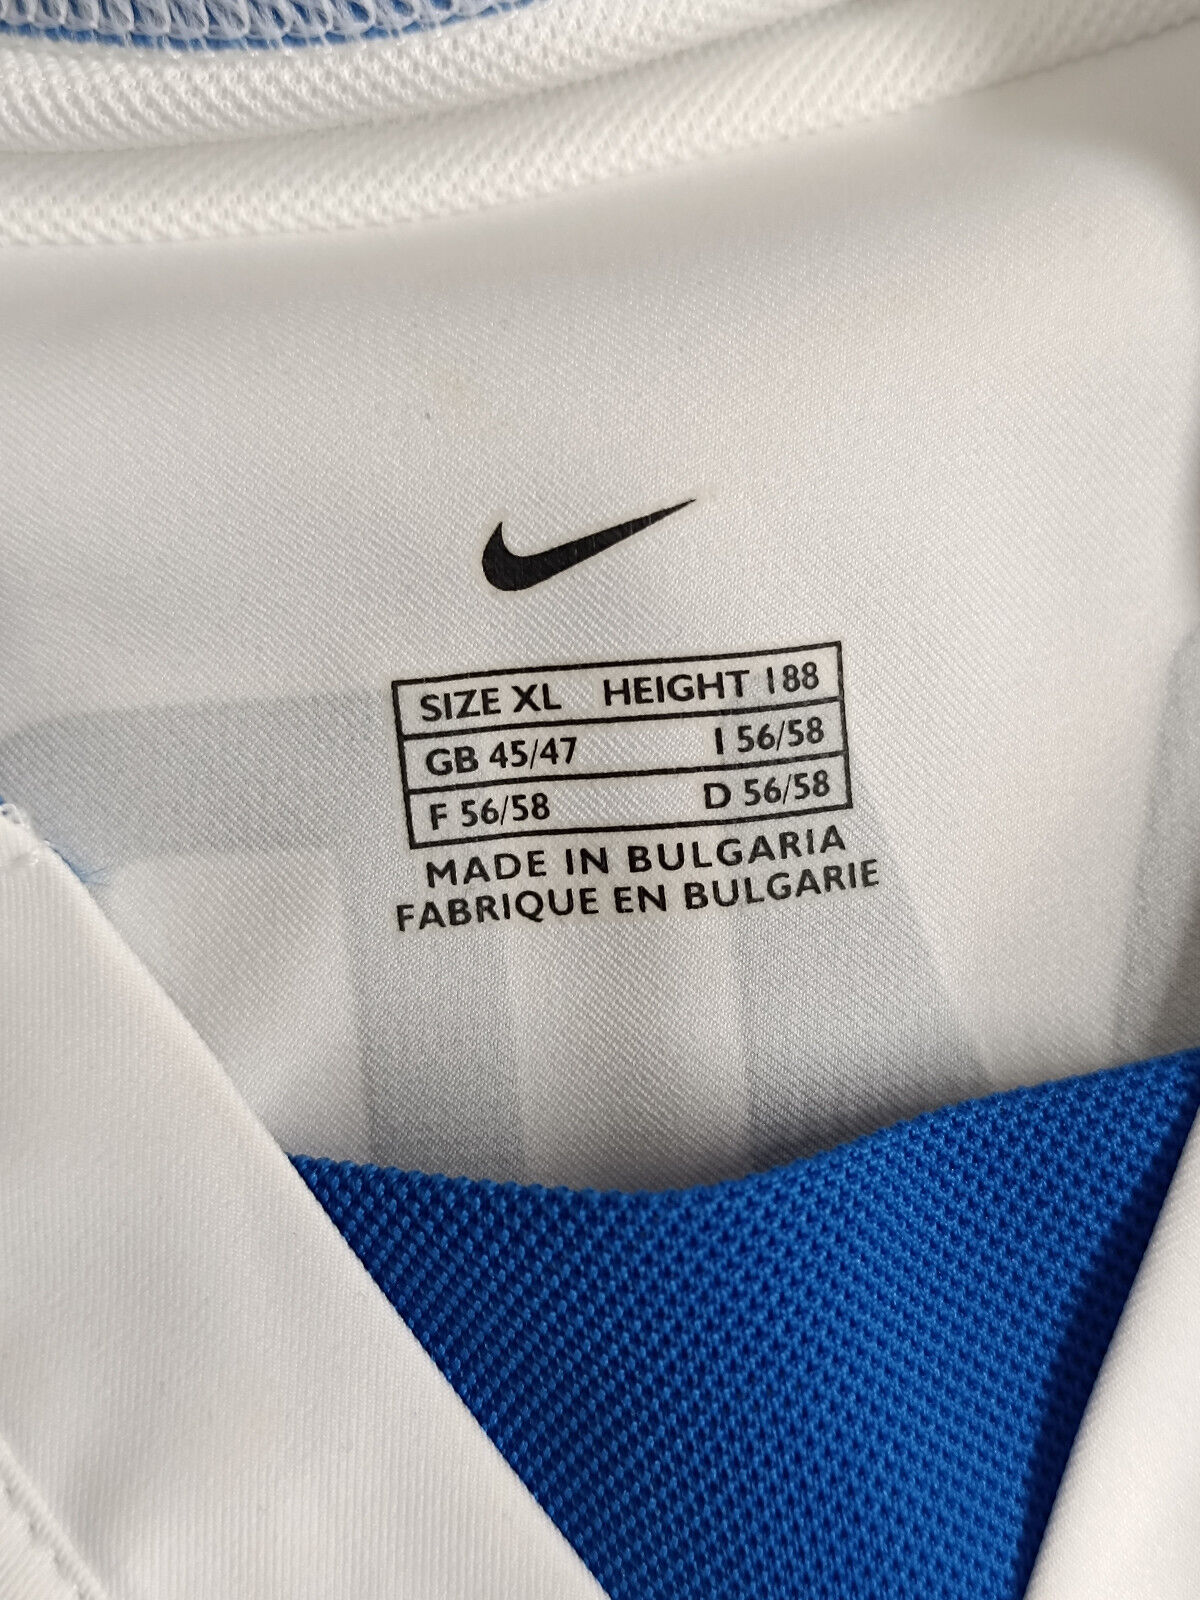 SIZE XL HEIGHT 188
GB 45/47 I 56/58
F 56/58 D 56/58
MADE IN BULGARIA
FABRIQUE EN BULGARIE